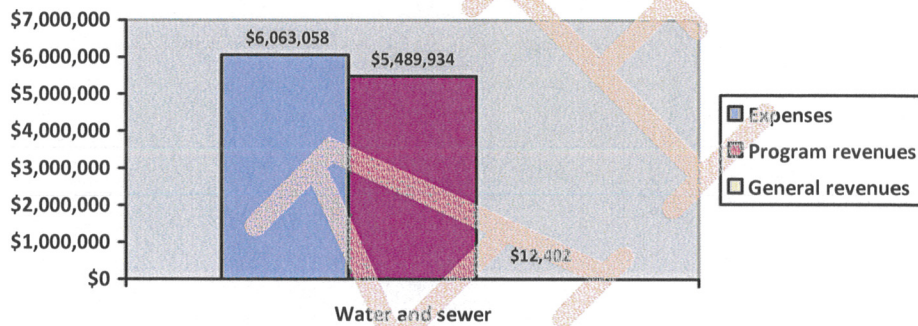 $7,000,000
$6,000,000
$5,000,000
$4,000,000
$3,000,000
$2,000,000
$1,000,000
$0
$6,063,058
$5,489,934
$12,402
Water and sewer
Expenses
Program revenues
General revenues